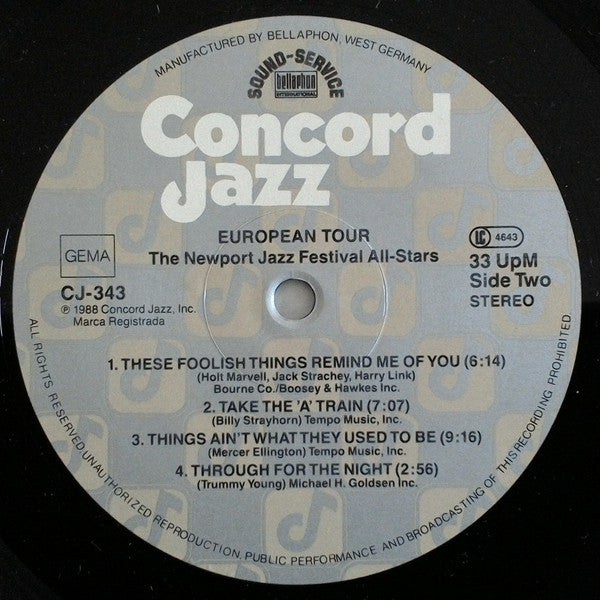 MANUFACTURED BY BELLAPHON, WEST GERMANY
SOUND-SERVICE
bellaphon
INTERNATIONAL
Concord
Jazz
EUROPEAN TOUR
The Newport Jazz Festival All-Stars
GEMA
CJ-343
℗ 1988 Concord Jazz, Inc.
Marca Registrada
LC 4643
33 UpM
Side Two
STEREO
1. THESE FOOLISH THINGS REMIND ME OF YOU (6:14)
(Holt Marvell, Jack Strachey, Harry Link)
Bourne Co./Boosey & Hawkes Inc.
2. TAKE THE 'A' TRAIN (7:07)
(Billy Strayhorn) Tempo Music, Inc.
3. THINGS AIN'T WHAT THEY USED TO BE (9:16)
(Mercer Ellington) Tempo Music, Inc.
4. THROUGH FOR THE NIGHT (2:56)
(Trummy Young) Michael H. Goldsen Inc.
ALL RIGHTS RESERVED UNAUTHORIZED REPRODUCTION, PUBLIC PERFORMANCE AND BROADCASTING OF THIS RECORDING PROHIBITED.